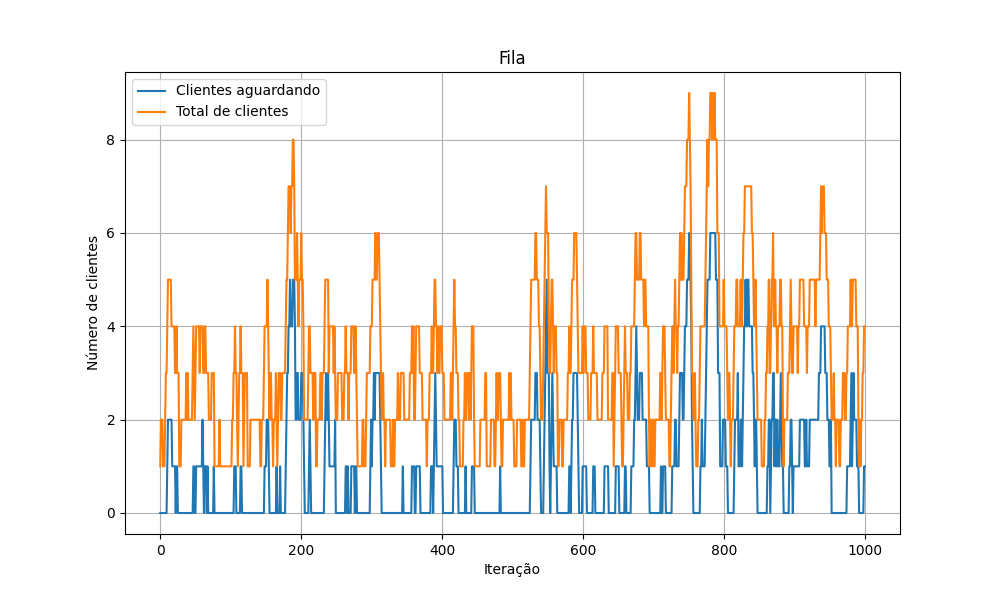 Fila
Clientes aguardando
Total de clientes
Número de clientes
8
6
4
2
0
0 200 400 600 800 1000
Iteração